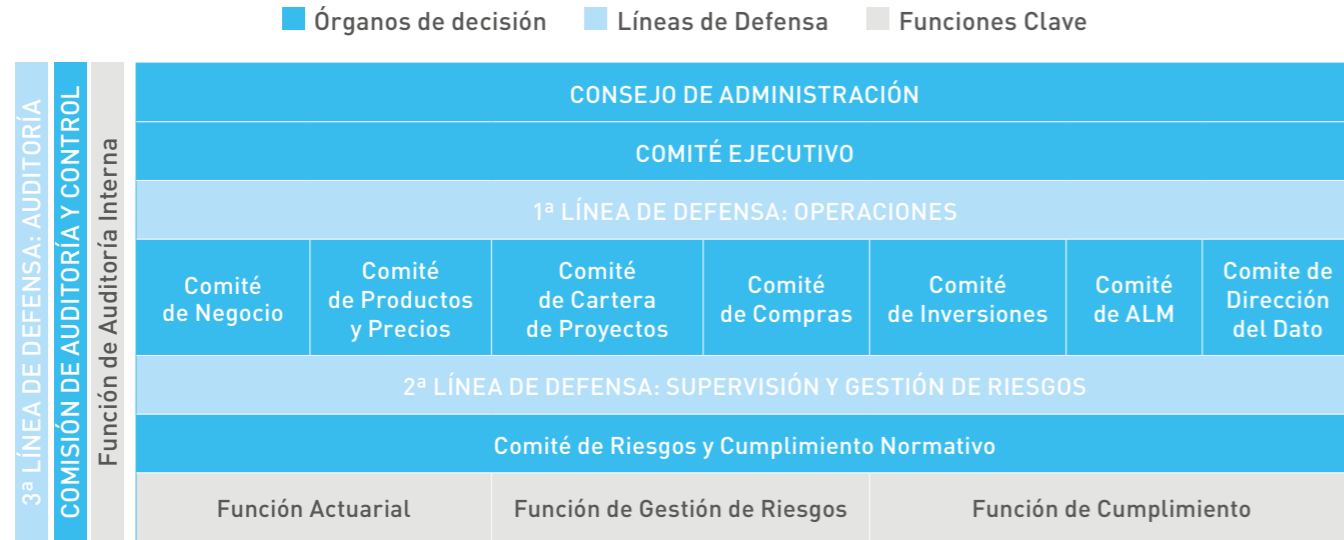 Órganos de decisión Líneas de Defensa Funciones Clave
3ª LÍNEA DE DEFENSA: AUDITORÍA
COMISIÓN DE AUDITORÍA Y CONTROL
Función de Auditoría Interna
CONSEJO DE ADMINISTRACIÓN
COMITÉ EJECUTIVO
1ª LÍNEA DE DEFENSA: OPERACIONES
Comité
de Negocio
Comité
de Productos
y Precios
Comité
de Cartera
de Proyectos
Comité
de Compras
Comité
de Inversiones
Comité
de ALM
Comite de
Dirección
del Dato
2ª LÍNEA DE DEFENSA: SUPERVISIÓN Y GESTIÓN DE RIESGOS
Comité de Riesgos y Cumplimiento Normativo
Función Actuarial
Función de Gestión de Riesgos
Función de Cumplimiento